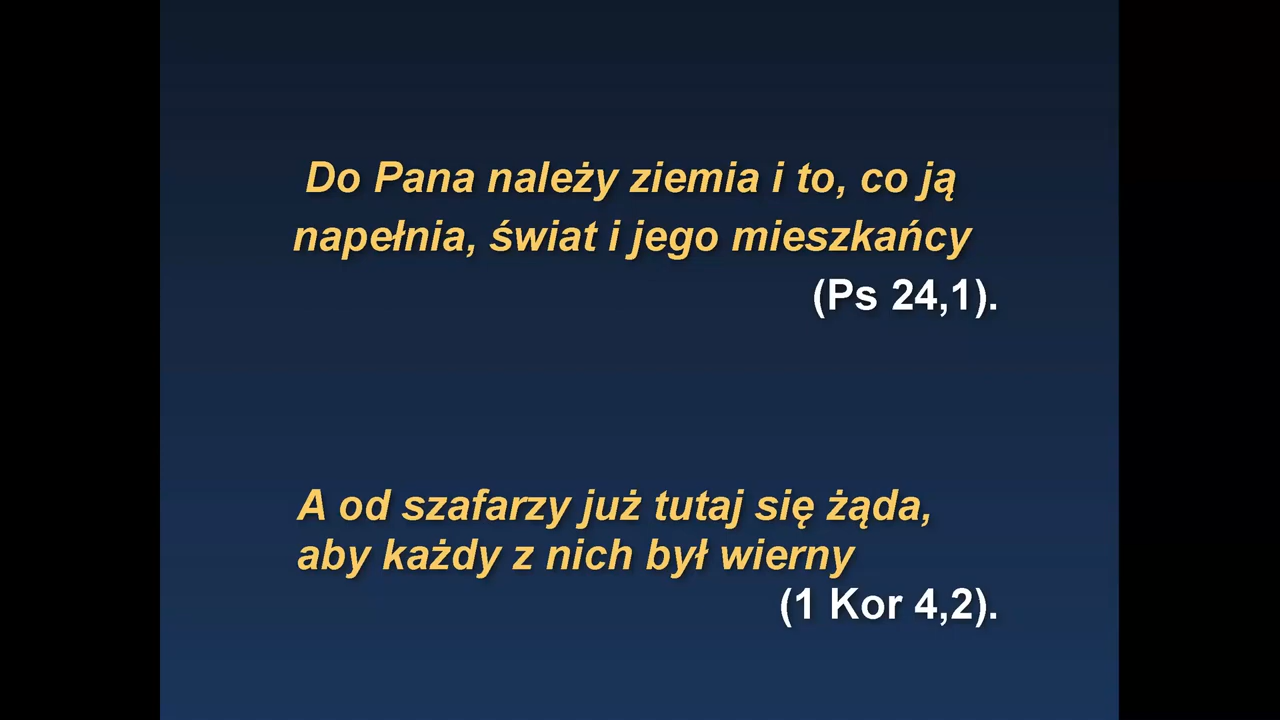 Do Pana należy ziemia i to, co ją
napełnia, świat i jego mieszkańcy
(Ps 24,1).
A od szafarzy już tutaj się żąda,
aby każdy z nich był wierny
(1 Kor 4,2).